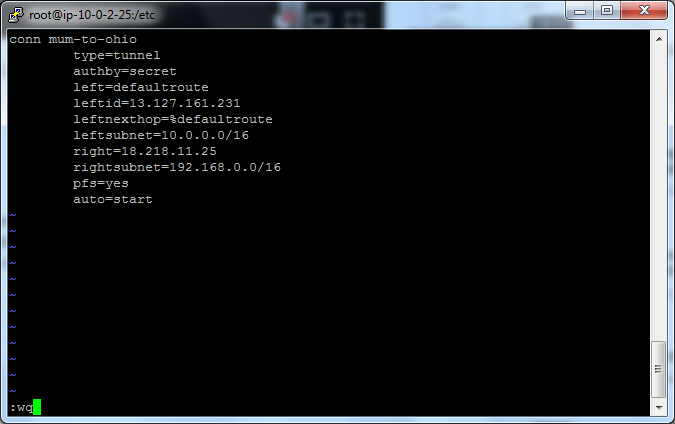 root@ip-10-0-2-25:/etc
conn mum-to-ohio
type=tunnel
authby=secret
left=defaultroute
leftid=13.127.161.231
leftnexthop=%defaultroute
leftsubnet=10.0.0.0/16
right=18.218.11.25
rightsubnet=192.168.0.0/16
pfs=yes
auto=start
~
~
~
~
~
~
~
~
~
~
~
~
:wq